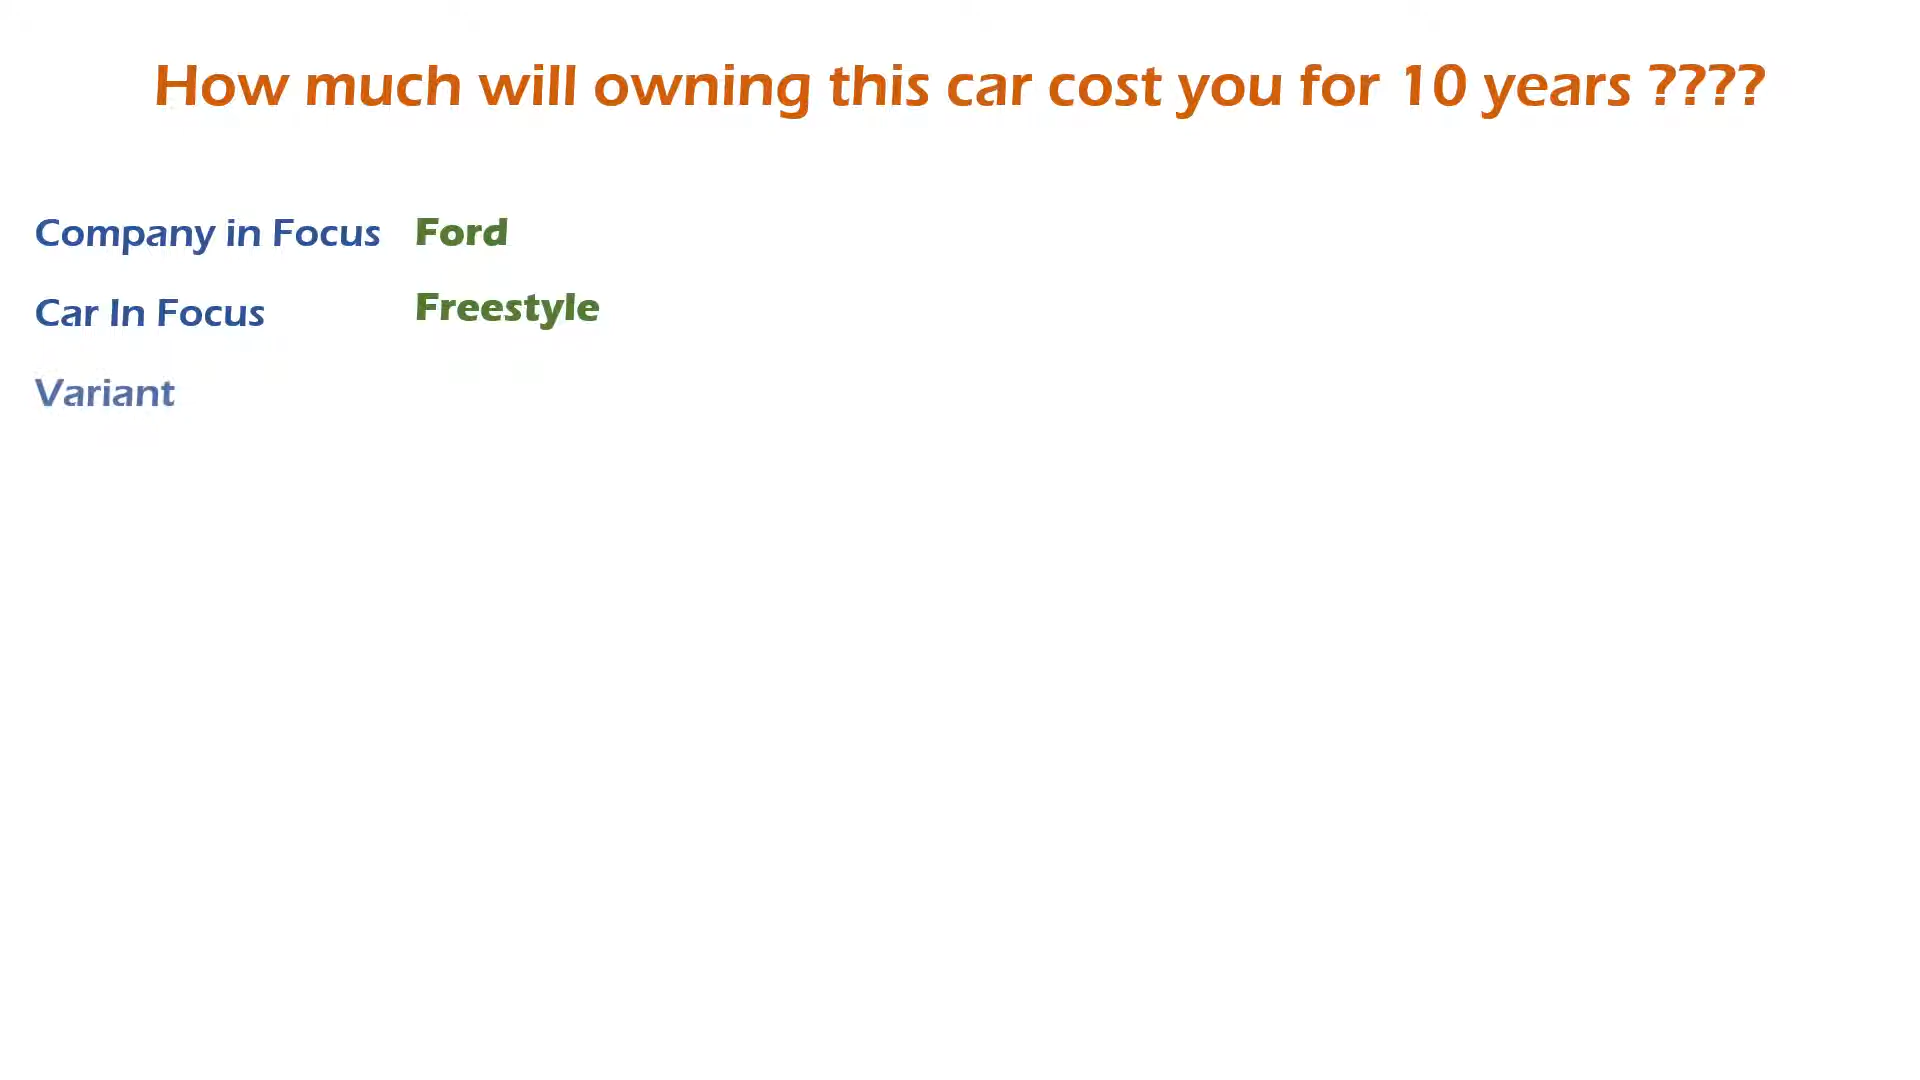 How much will owning this car cost you for 10 years ????
Company in Focus Ford
Car In Focus Freestyle
Variant